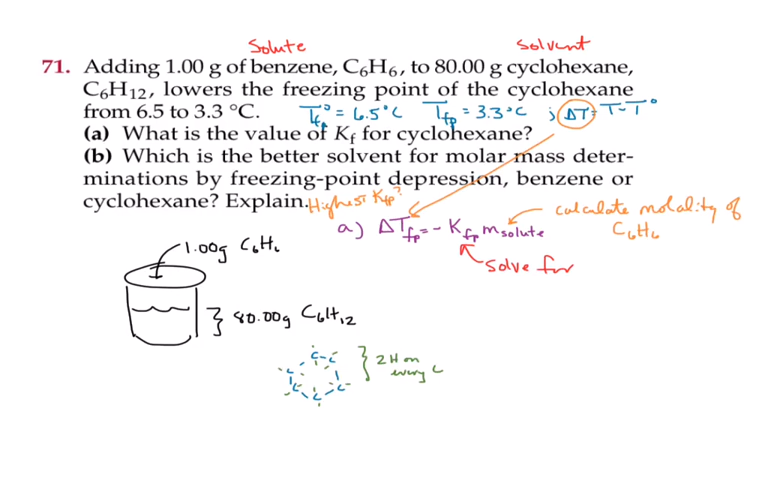 Solute Solvent
71. Adding 1.00 g of benzene, C6H6, to 80.00 g cyclohexane,
C6H12, lowers the freezing point of the cyclohexane
from 6.5 to 3.3 °C. T°fp = 6.5°C Tfp = 3.3°C ; ΔT = T - T°
(a) What is the value of Kf for cyclohexane?
(b) Which is the better solvent for molar mass deter-
minations by freezing-point depression, benzene or
cyclohexane? Explain. Highest Kfp?
a) ΔTfp = - Kfp msolute calculate molality of
C6H6
1.00g C6H6 Solve for
80.00g C6H12
C - C
C C 2H on
C C every C
C